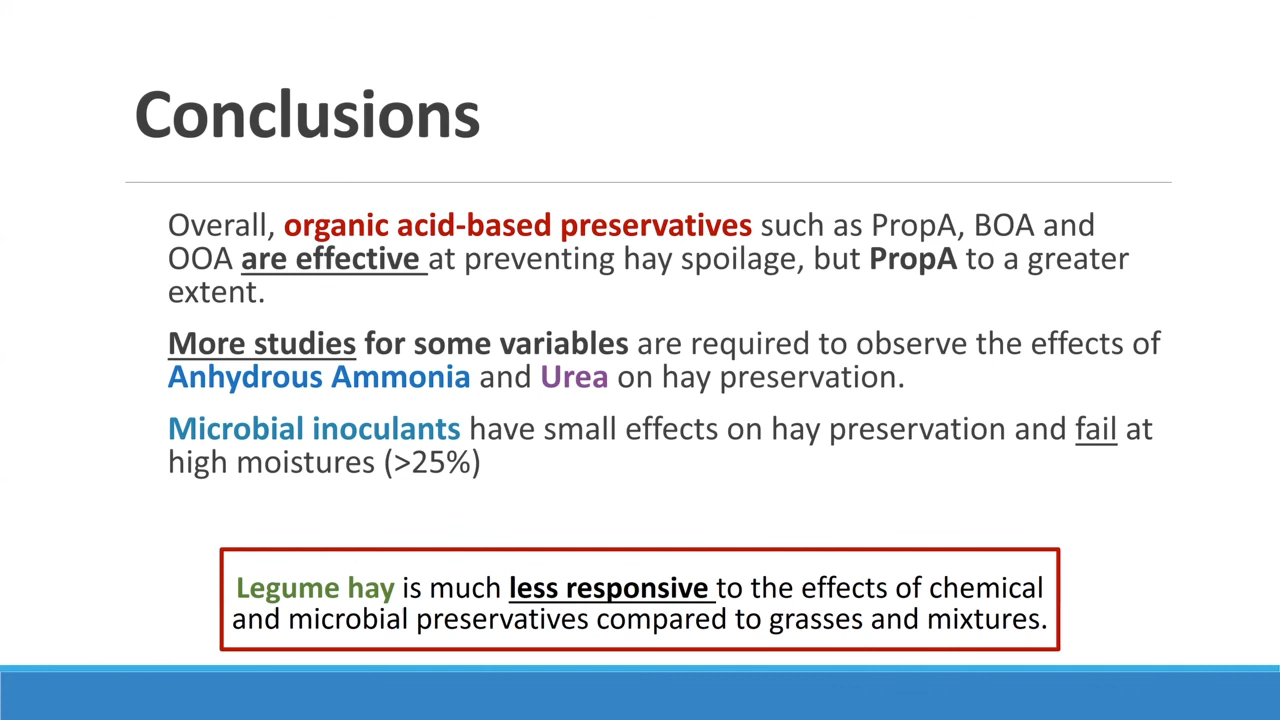 Conclusions
Overall, organic acid-based preservatives such as PropA, BOA and
OOA are effective at preventing hay spoilage, but PropA to a greater
extent.
More studies for some variables are required to observe the effects of
Anhydrous Ammonia and Urea on hay preservation.
Microbial inoculants have small effects on hay preservation and fail at
high moistures (>25%)
Legume hay is much less responsive to the effects of chemical
and microbial preservatives compared to grasses and mixtures.